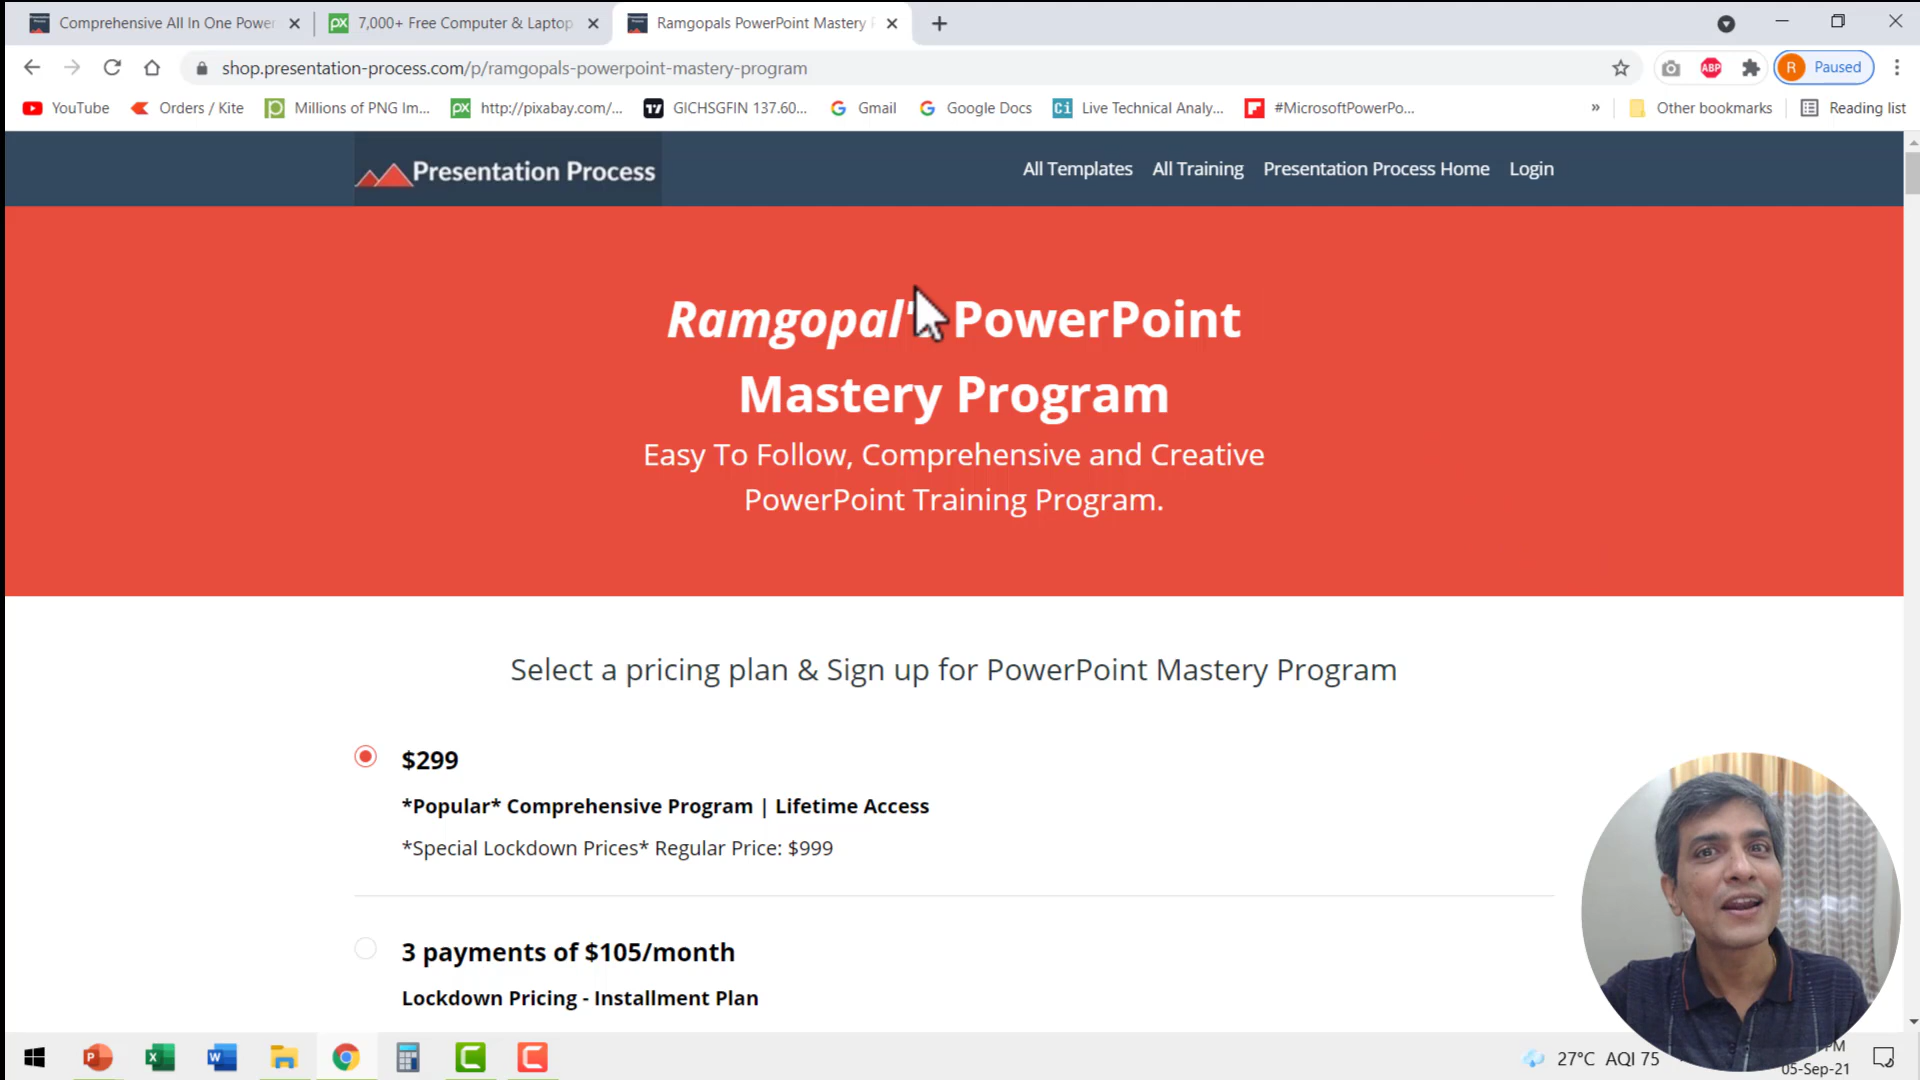 Comprehensive All In One Power
7,000+ Free Computer & Laptop
Ramgopals PowerPoint Mastery
shop.presentation-process.com/p/ramgopals-powerpoint-mastery-program
ABP
R
Paused
YouTube
Orders / Kite
Millions of PNG Im...
http://pixabay.com/...
GICHSGFIN 137.60...
Gmail
Google Docs
Live Technical Analy...
#MicrosoftPowerPo...
»
Other bookmarks
Reading list
Presentation Process
All Templates
All Training
Presentation Process Home
Login
Ramgopal' PowerPoint
Mastery Program
Easy To Follow, Comprehensive and Creative
PowerPoint Training Program.
Select a pricing plan & Sign up for PowerPoint Mastery Program
$299
*Popular* Comprehensive Program | Lifetime Access
*Special Lockdown Prices* Regular Price: $999
3 payments of $105/month
Lockdown Pricing - Installment Plan
27°C AQI 75
PM
05-Sep-21